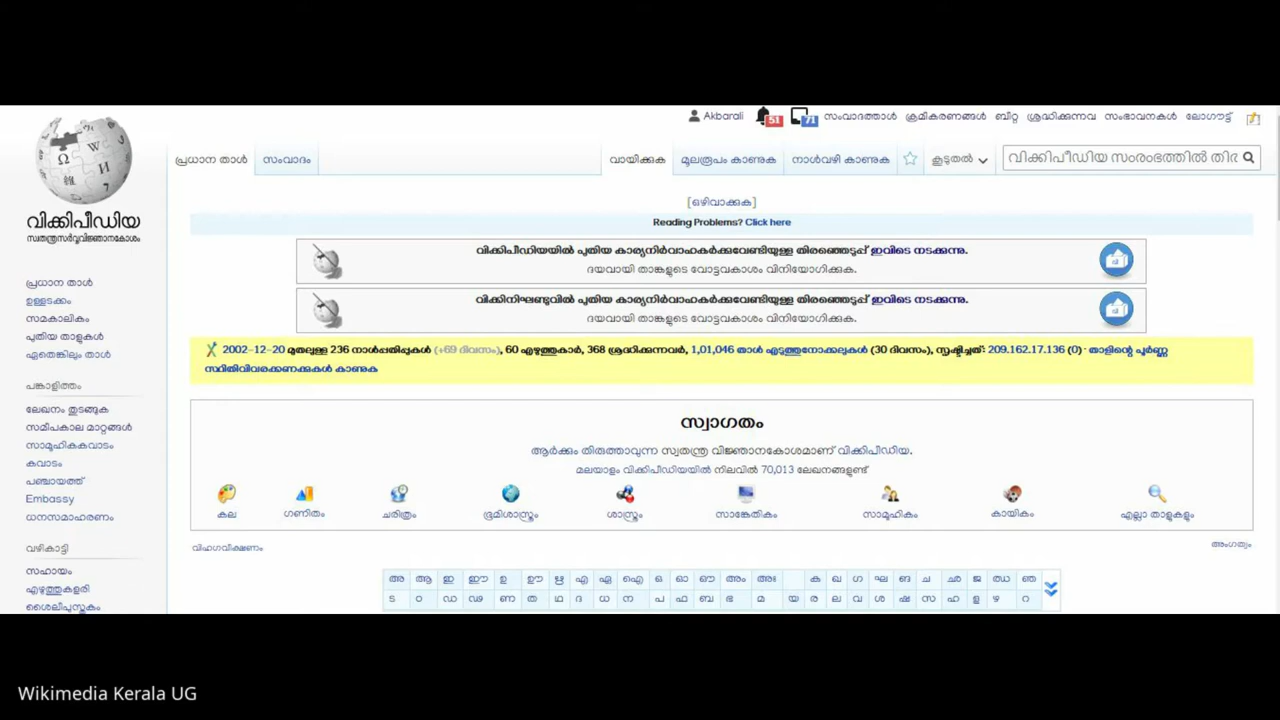 Akbarali 51 71 സംവാദത്താൾ ക്രമീകരണങ്ങൾ ബീറ്റ ശ്രദ്ധിക്കുന്നവ സംഭാവനകൾ ലോഗൗട്ട്
പ്രധാന താൾ സംവാദം വായിക്കുക മൂലരൂപം കാണുക നാൾവഴി കാണുക കൂടുതൽ വിക്കിപീഡിയ സംരംഭത്തിൽ തിര
വിക്കിപീഡിയ
സ്വതന്ത്രസർവ്വവിജ്ഞാനകോശം
പ്രധാന താൾ
ഉള്ളടക്കം
സമകാലികം
പുതിയ താളുകൾ
ഏതെങ്കിലും താൾ
പങ്കാളിത്തം
ലേഖനം തുടങ്ങുക
സമീപകാല മാറ്റങ്ങൾ
സാമൂഹികകവാടം
കവാടം
പഞ്ചായത്ത്
Embassy
ധനസമാഹരണം
വഴികാട്ടി
സഹായം
എഴുത്തുകളരി
ശൈലീപുസ്തകം
[ഒഴിവാക്കുക]
Reading Problems? Click here
വിക്കിപീഡിയയിൽ പുതിയ കാര്യനിർവാഹകർക്കുവേണ്ടിയുള്ള തിരഞ്ഞെടുപ്പ് ഇവിടെ നടക്കുന്നു.
ദയവായി താങ്കളുടെ വോട്ടവകാശം വിനിയോഗിക്കുക.
വിക്കിനിഘണ്ടുവിൽ പുതിയ കാര്യനിർവാഹകർക്കുവേണ്ടിയുള്ള തിരഞ്ഞെടുപ്പ് ഇവിടെ നടക്കുന്നു.
ദയവായി താങ്കളുടെ വോട്ടവകാശം വിനിയോഗിക്കുക.
2002-12-20 മുതലുള്ള 236 നാൾപ്പതിപ്പുകൾ (+69 ദിവസം), 60 എഴുത്തുകാർ, 368 ശ്രദ്ധിക്കുന്നവർ, 1,01,046 താൾ എടുത്തുനോക്കലുകൾ (30 ദിവസം), സൃഷ്ടിച്ചത്: 209.162.17.136 (0) · താളിന്റെ പൂർണ്ണ
സ്ഥിതിവിവരക്കണക്കുകൾ കാണുക
സ്വാഗതം
ആർക്കും തിരുത്താവുന്ന സ്വതന്ത്ര വിജ്ഞാനകോശമാണ് വിക്കിപീഡിയ.
മലയാളം വിക്കിപീഡിയയിൽ നിലവിൽ 70,013 ലേഖനങ്ങളുണ്ട്
കല ഗണിതം ചരിത്രം ഭൂമിശാസ്ത്രം ശാസ്ത്രം സാങ്കേതികം സാമൂഹികം കായികം എല്ലാ താളുകളും
വിഹഗവീക്ഷണം അംഗത്വം
അ ആ ഇ ഈ ഉ ഊ ഋ എ ഏ ഐ ഒ ഓ ഔ അം അഃ ക ഖ ഗ ഘ ങ ച ഛ ജ ഝ ഞ
ട ഠ ഡ ഢ ണ ത ഥ ദ ധ ന പ ഫ ബ ഭ മ യ ര ല വ ശ ഷ സ ഹ ള ഴ റ
Wikimedia Kerala UG